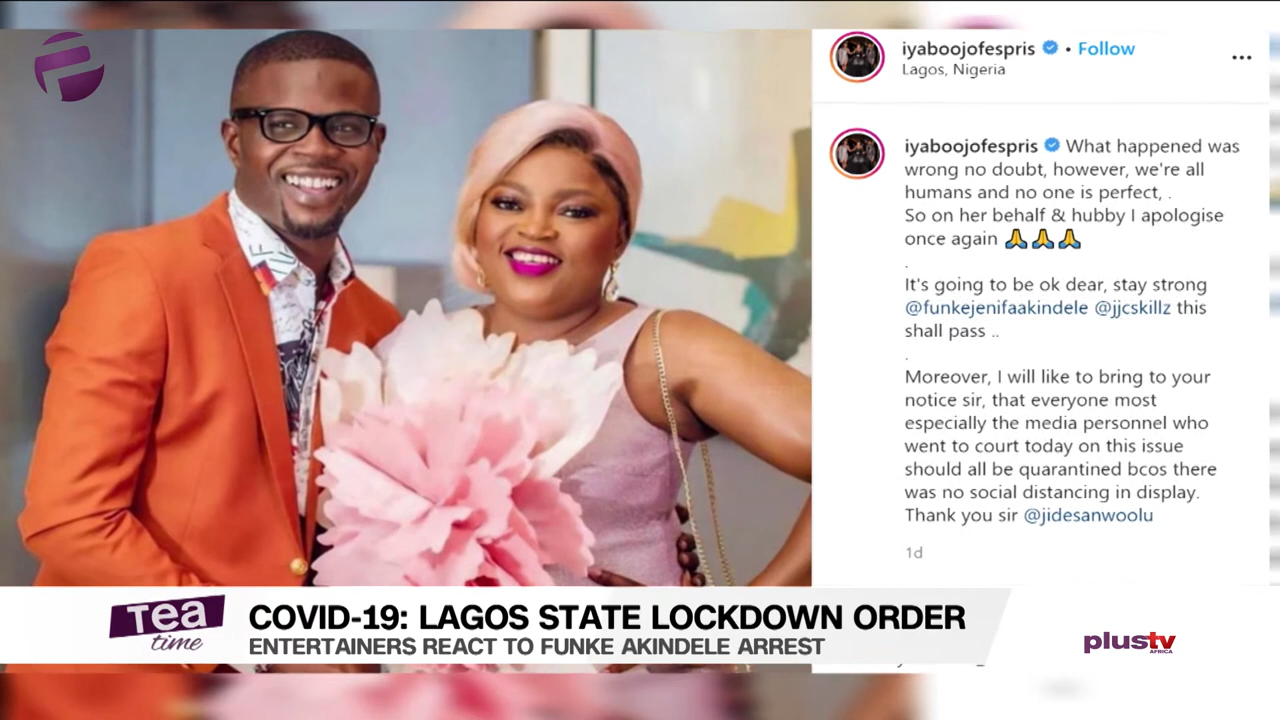 iyaboojofespris • Follow
Lagos, Nigeria
...
iyaboojofespris What happened was
wrong no doubt, however, we're all
humans and no one is perfect, .
So on her behalf & hubby I apologise
once again 🙏🙏🙏
.
It's going to be ok dear, stay strong
@funkejenifaakindele @jjcskillz this
shall pass ..
.
Moreover, I will like to bring to your
notice sir, that everyone most
especially the media personnel who
went to court today on this issue
should all be quarantined bcos there
was no social distancing in display.
Thank you sir @jidesanwoolu
1d
Tea
time
COVID-19: LAGOS STATE LOCKDOWN ORDER
ENTERTAINERS REACT TO FUNKE AKINDELE ARREST
plustv
AFRICA